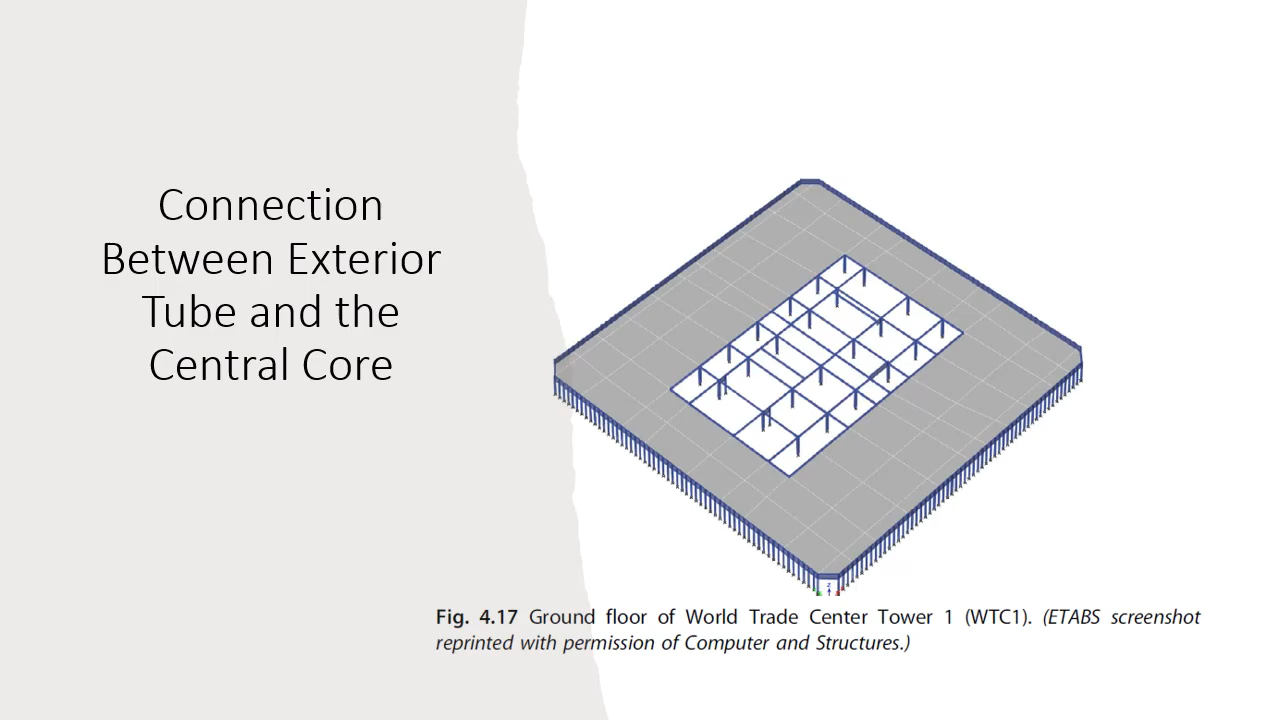 Connection
Between Exterior
Tube and the
Central Core
Fig. 4.17 Ground floor of World Trade Center Tower 1 (WTC1). (ETABS screenshot
reprinted with permission of Computer and Structures.)